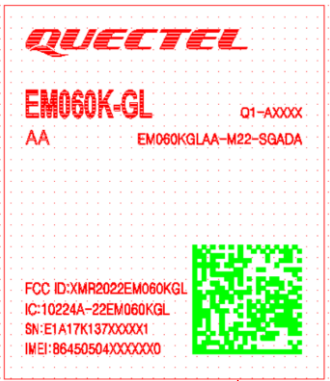 QUECTEL
EM060K-GL
Q1-AXXXX
AA
EM060KGLAA-M22-SGADA
FCC ID:XMR2022EM060KGL
IC:10224A-22EM060KGL
SN:E1A17K137XXXXX1
IMEI:86450504XXXXXX0